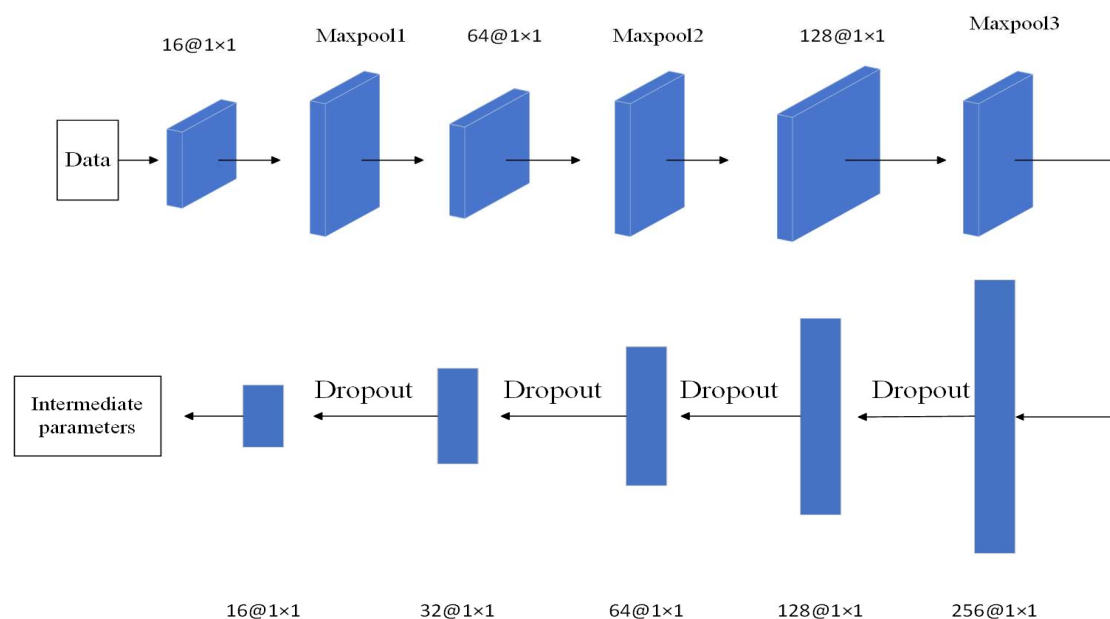 16@1×1
Maxpool1
64@1×1
Maxpool2
128@1×1
Maxpool3
Data
Dropout
Dropout
Dropout
Dropout
Intermediate
parameters
16@1×1
32@1×1
64@1×1
128@1×1
256@1×1